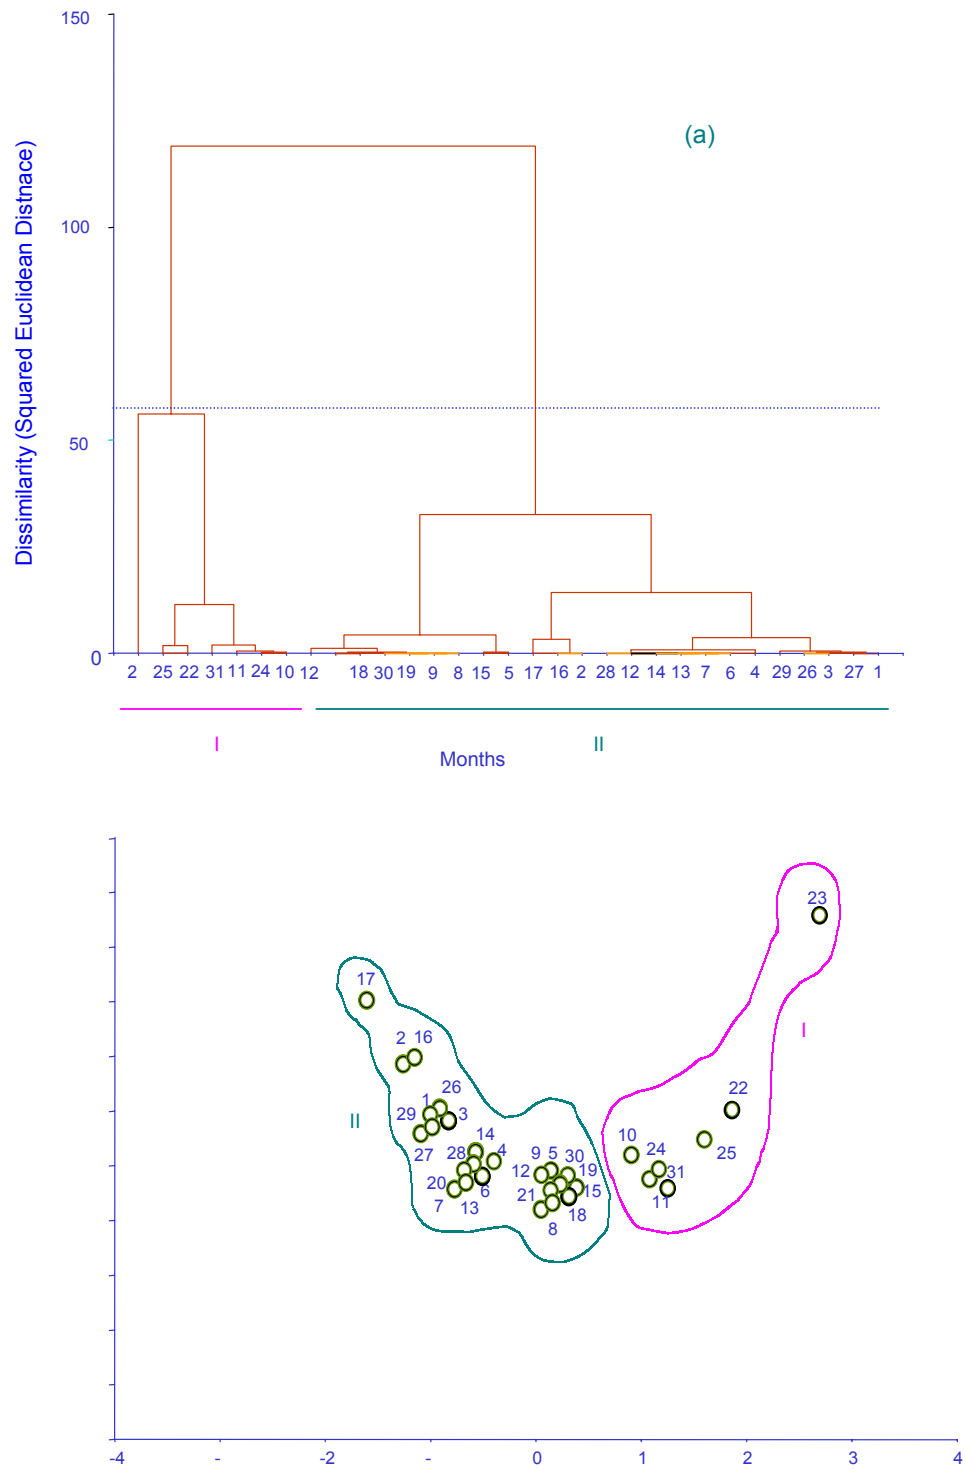 150
(a)
Dissimilarity (Squared Euclidean Distnace)
100
50
0
2 25 22 31 11 24 10 12 18 30 19 9 8 15 5 17 16 2 28 12 14 13 7 6 4 29 26 3 27 1
I II
Months
23
17
I
2 16
22
26
1
29 3
II
14
10 24 25
27 28 4 9 5 30
12 19 31
20 6 21 15 11
7 13 18
8
-4 - -2 - 0 1 2 3 4